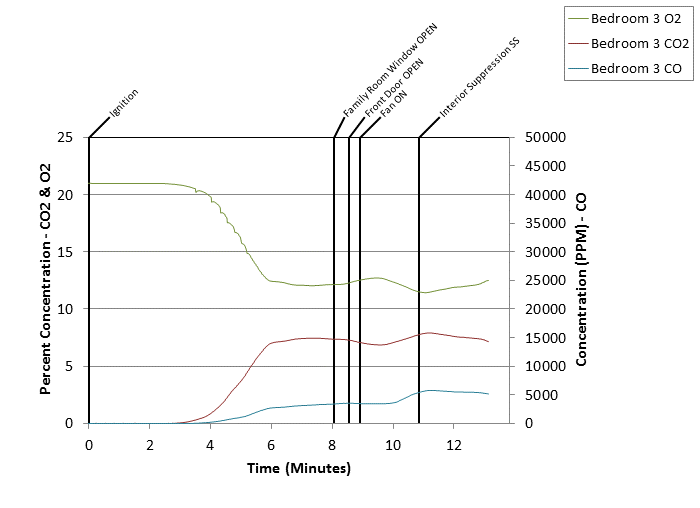 Bedroom 3 O2
Bedroom 3 CO2
Bedroom 3 CO
Ignition
Family Room Window OPEN
Front Door OPEN
Fan ON
Interior Suppression SS
Percent Concentration - CO2 & O2
25
20
15
10
5
0
50000
45000
40000
35000
30000
25000
20000
15000
10000
5000
0
Concentration (PPM) - CO
0 2 4 6 8 10 12
Time (Minutes)